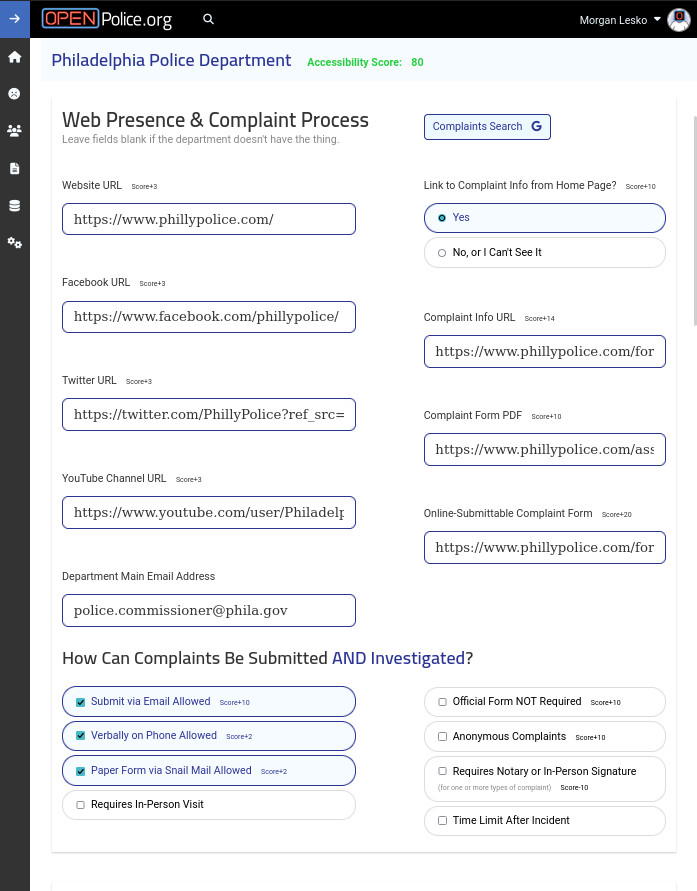 OPENPolice.org
Morgan Lesko
Philadelphia Police Department Accessibility Score: 80
Web Presence & Complaint Process
Leave fields blank if the department doesn't have the thing.
Complaints Search G
Website URL Score+3
https://www.phillypolice.com/
Facebook URL Score+3
https://www.facebook.com/phillypolice/
Twitter URL Score+3
https://twitter.com/PhillyPolice?ref_src=
YouTube Channel URL Score+3
https://www.youtube.com/user/Philadelp
Department Main Email Address
police.commissioner@phila.gov
Link to Complaint Info from Home Page? Score+10
Yes
No, or I Can't See It
Complaint Info URL Score+14
https://www.phillypolice.com/for
Complaint Form PDF Score+10
https://www.phillypolice.com/ass
Online-Submittable Complaint Form Score+20
https://www.phillypolice.com/for
How Can Complaints Be Submitted AND Investigated?
Submit via Email Allowed Score+10
Verbally on Phone Allowed Score+2
Paper Form via Snail Mail Allowed Score+2
Requires In-Person Visit
Official Form NOT Required Score+10
Anonymous Complaints Score+10
Requires Notary or In-Person Signature
(for one or more types of complaint) Score-10
Time Limit After Incident